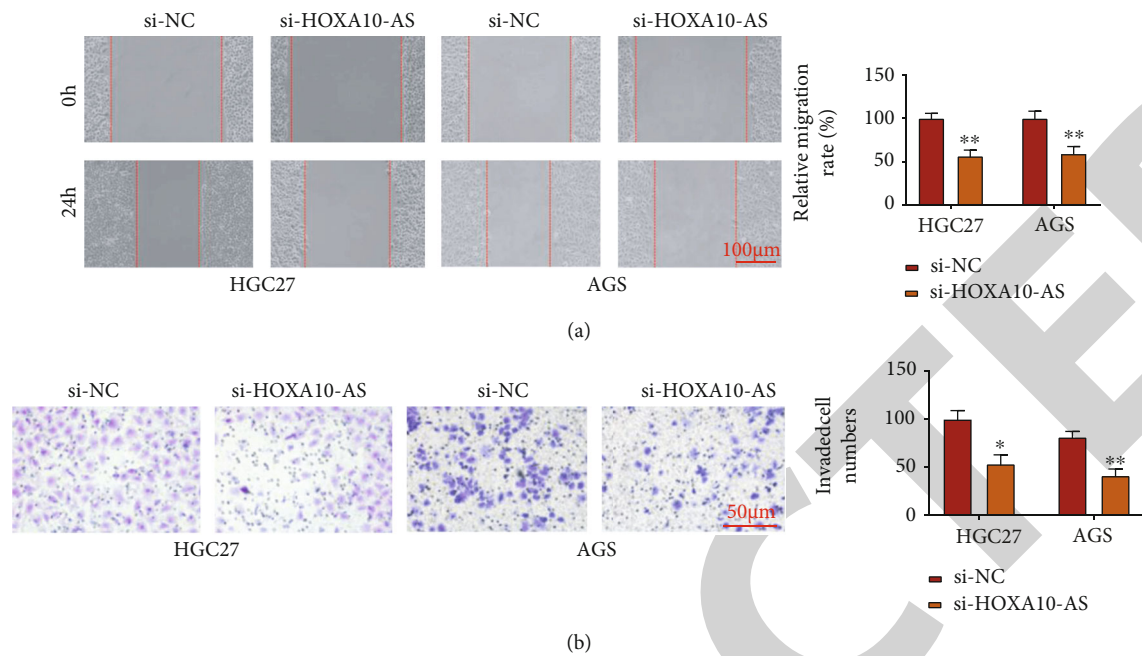 si-NC si-HOXA10-AS si-NC si-HOXA10-AS
0h
24h
100μm
HGC27 AGS
Relative migration
rate (%)
150
100
50
0
** **
HGC27 AGS
si-NC
si-HOXA10-AS
(a)
si-NC si-HOXA10-AS si-NC si-HOXA10-AS
50μm
HGC27 AGS
Invadedcell
numbers
150
100
50
0
* **
HGC27 AGS
si-NC
si-HOXA10-AS
(b)